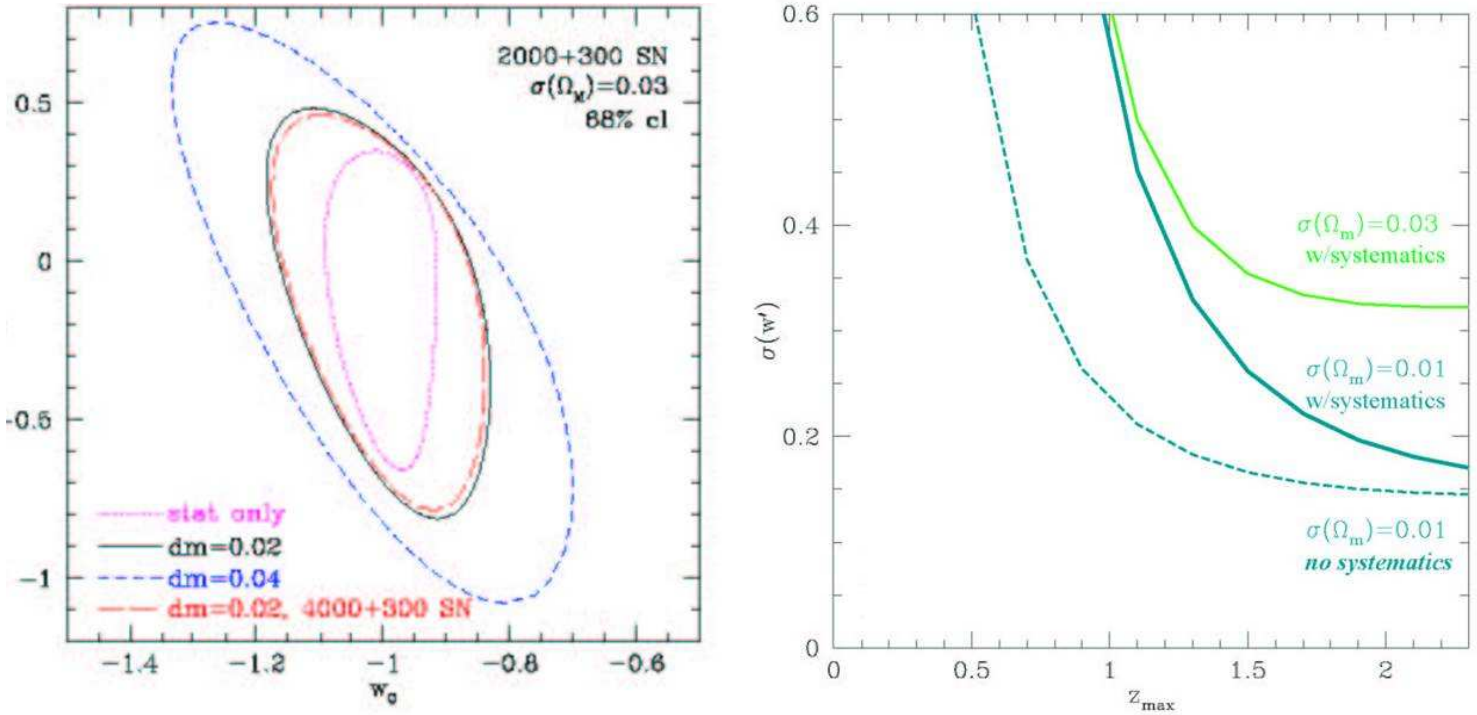 2000+300 SN
σ(Ω_M)=0.03
68% cl
0.5
0
-0.5
-1
stat only
dm=0.02
dm=0.04
dm=0.02, 4000+300 SN
-1.4
-1.2
-1
-0.8
-0.6
w_0
0.6
0.4
0.2
0
σ(w')
σ(Ω_m)=0.03
w/systematics
σ(Ω_m)=0.01
w/systematics
σ(Ω_m)=0.01
no systematics
0
0.5
1
1.5
2
z_max